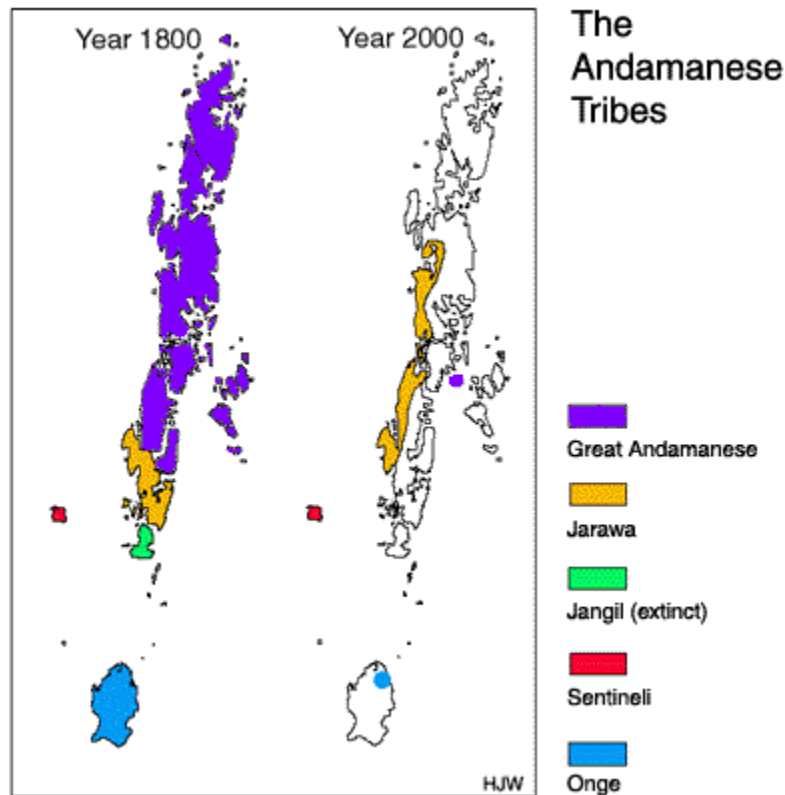 Year 1800
Year 2000
The
Andamanese
Tribes
Great Andamanese
Jarawa
Jangil (extinct)
Sentineli
Onge
HJW